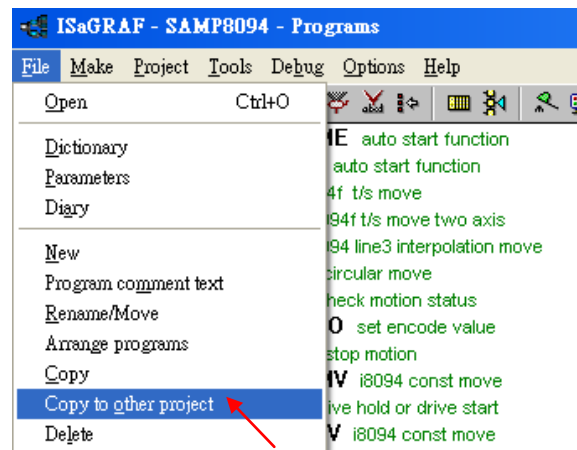 ISaGRAF - SAMP8094 - Programs
File Make Project Tools Debug Options Help
Open Ctrl+O
auto start function
Dictionary
auto start function
Parameters
t/s move
Diary
t/s move two axis
line3 interpolation move
New
move
Program comment text
motion status
Rename/Move
set encode value
Arrange programs
stop motion
Copy
i8094 const move
Copy to other project
hold or drive start
Delete
i8094 const move